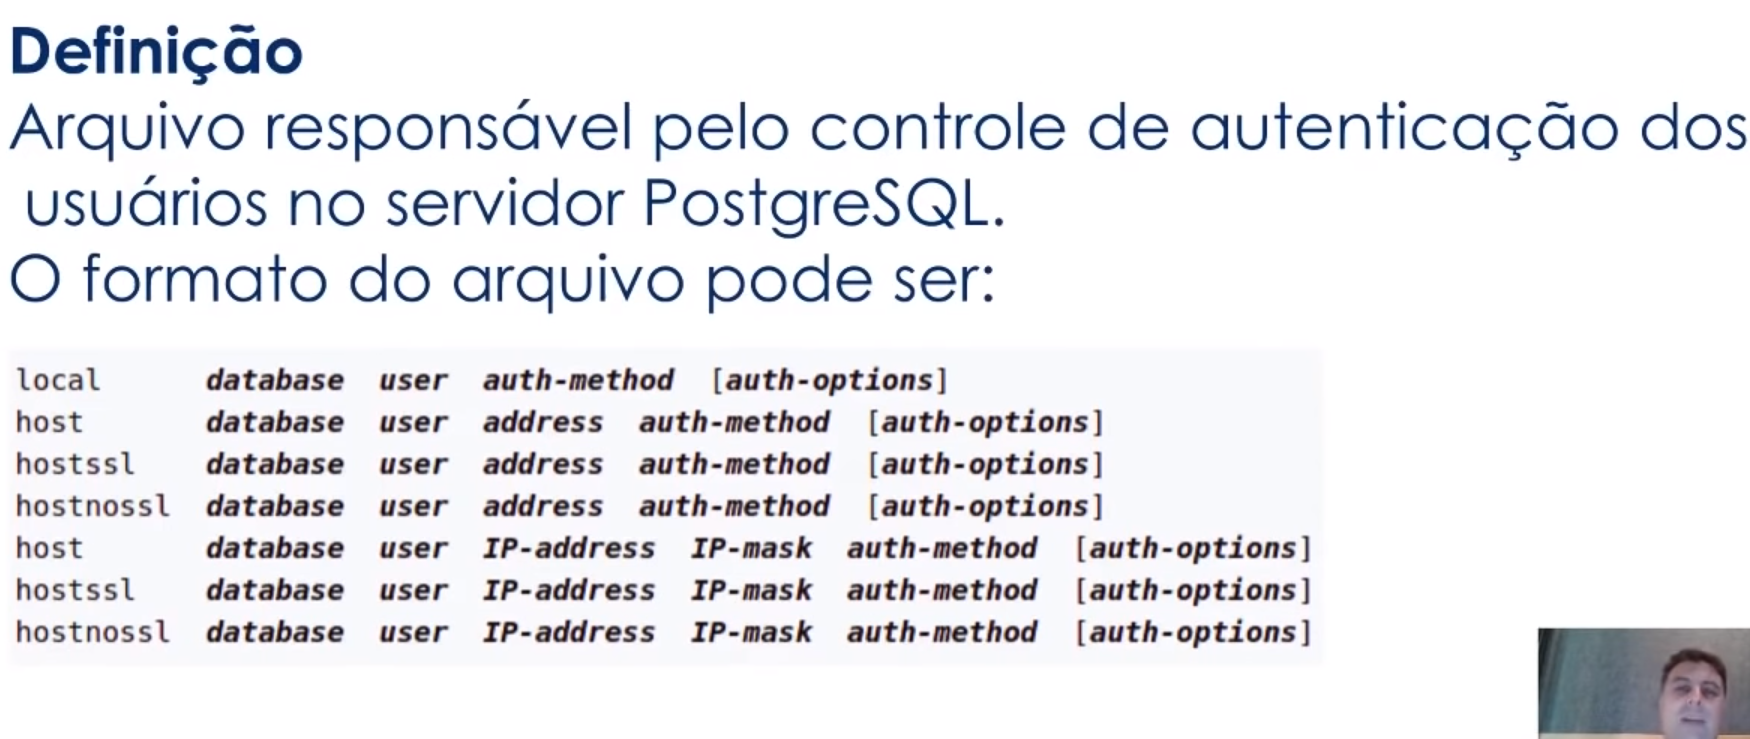 Definição
Arquivo responsável pelo controle de autenticação dos
usuários no servidor PostgreSQL.
O formato do arquivo pode ser:
local database user auth-method [auth-options]
host database user address auth-method [auth-options]
hostssl database user address auth-method [auth-options]
hostnossl database user address auth-method [auth-options]
host database user IP-address IP-mask auth-method [auth-options]
hostssl database user IP-address IP-mask auth-method [auth-options]
hostnossl database user IP-address IP-mask auth-method [auth-options]